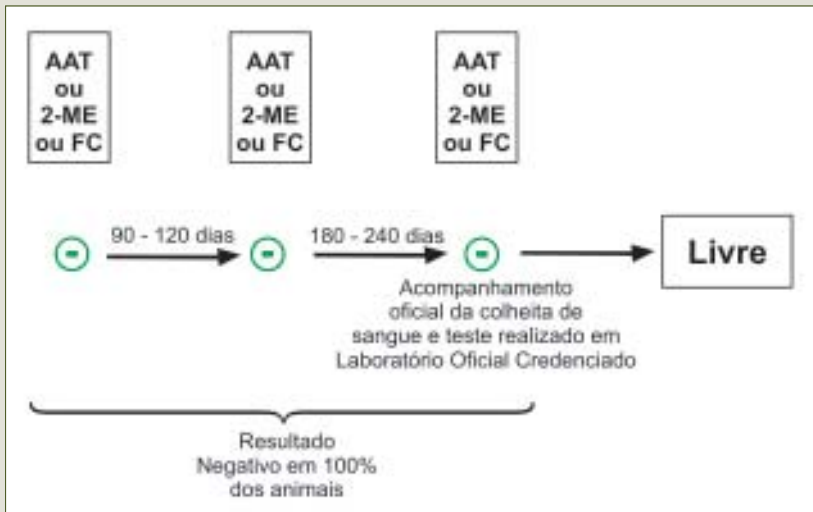 AAT
ou
2-ME
ou FC
AAT
ou
2-ME
ou FC
AAT
ou
2-ME
ou FC
90 - 120 dias
180 - 240 dias
Livre
Acompanhamento
oficial da colheita de
sangue e teste realizado em
Laboratório Oficial Credenciado
Resultado
Negativo em 100%
dos animais